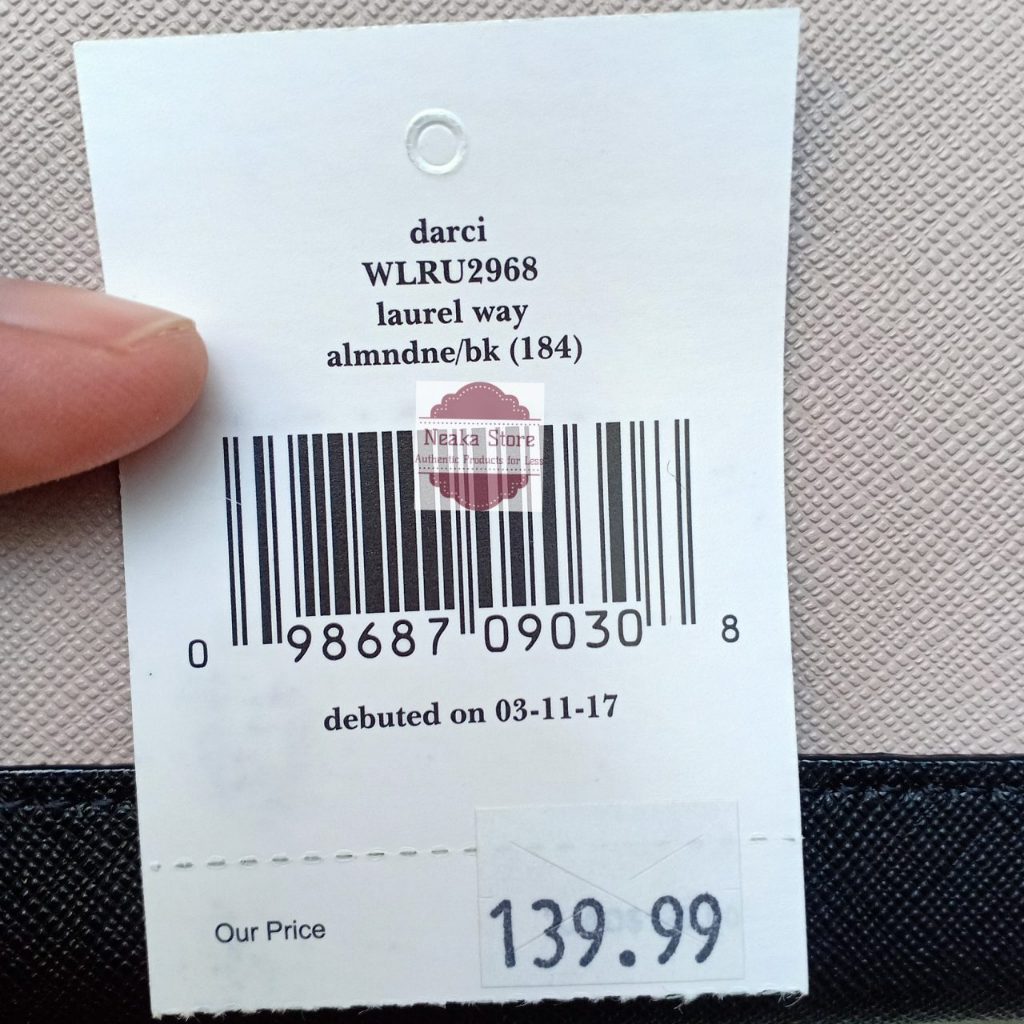 darci
WLRU2968
laurel way
almndne/bk (184)
Neaka Store
Authentic Products for Less
0 98687 09030 8
debuted on 03-11-17
Our Price
139.99